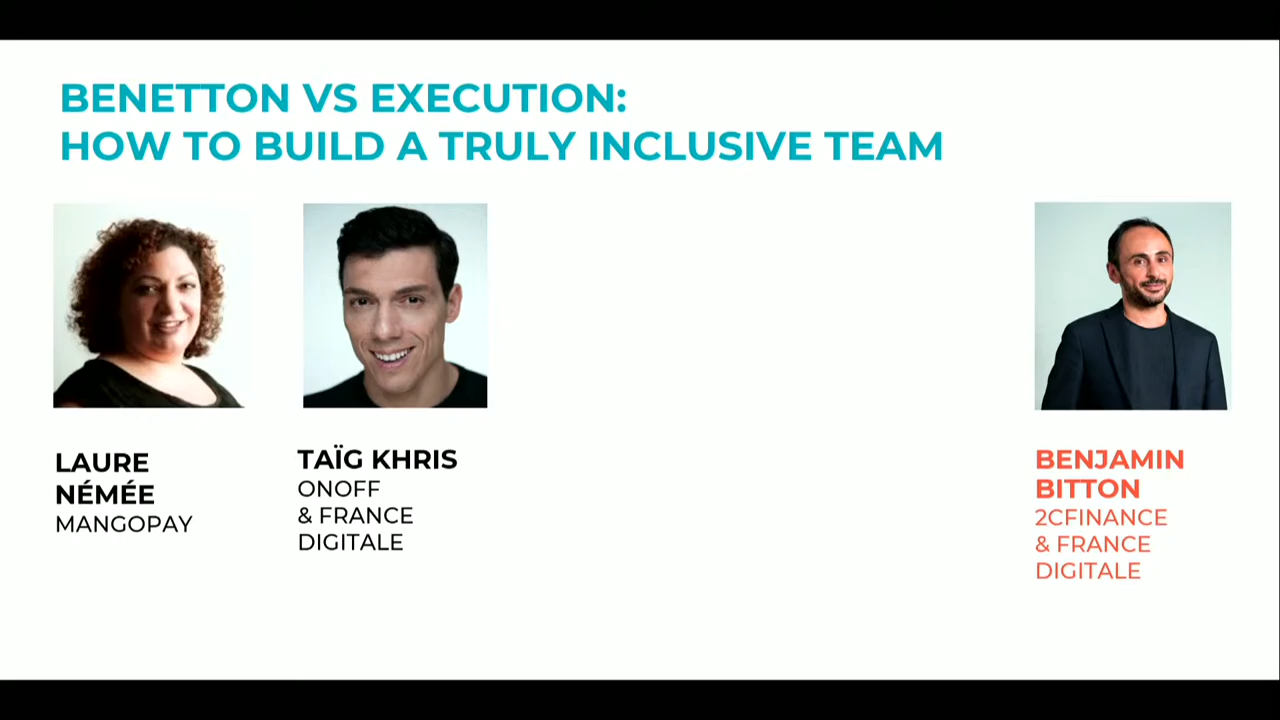 BENETTON VS EXECUTION:
HOW TO BUILD A TRULY INCLUSIVE TEAM
LAURE
NÉMÉE
MANGOPAY
TAÏG KHRIS
ONOFF
& FRANCE
DIGITALE
BENJAMIN
BITTON
2CFINANCE
& FRANCE
DIGITALE